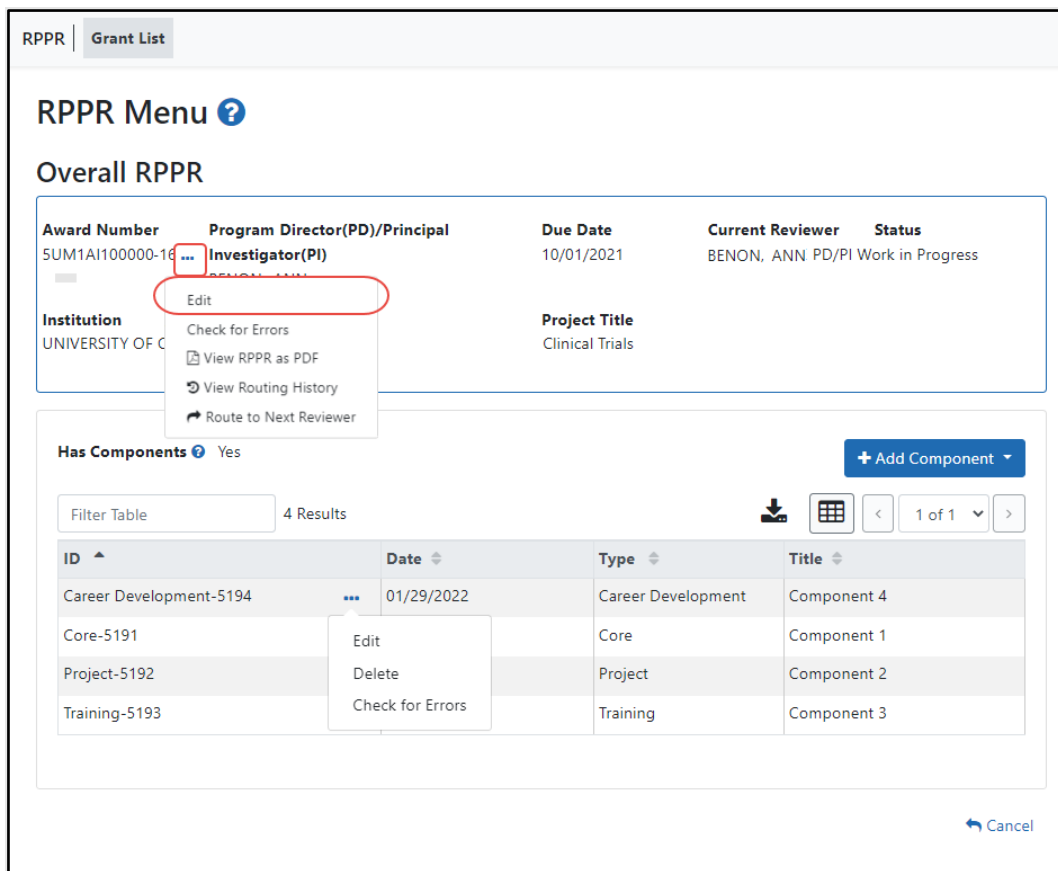 RPPR Grant List
RPPR Menu ?
Overall RPPR
Award Number Program Director(PD)/Principal Due Date Current Reviewer Status
5UM1AI100000-16 ... Investigator(PI) 10/01/2021 BENON, ANN PD/PI Work in Progress
Edit
Institution Project Title
Check for Errors
UNIVERSITY OF Clinical Trials
View RPPR as PDF
View Routing History
Route to Next Reviewer
Has Components ? Yes
+ Add Component
Filter Table 4 Results 1 of 1
ID Date Type Title
Career Development-5194 ... 01/29/2022 Career Development Component 4
Core-5191 Core Component 1
Edit
Project-5192 Delete Project Component 2
Check for Errors
Training-5193 Training Component 3
Cancel